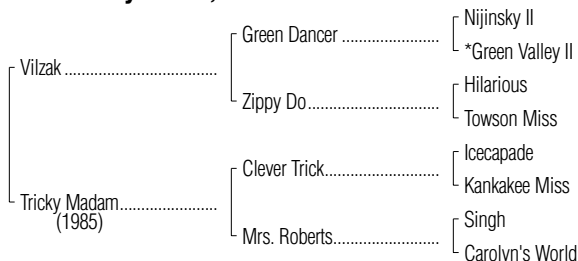 Nijinsky II
Green Dancer ...................
*Green Valley II
Vilzak ..................................
Hilarious
Zippy Do..........................
Towson Miss
Icecapade
Clever Trick......................
Kankakee Miss
Tricky Madam.....................
(1985)
Singh
Mrs. Roberts.....................
Carolyn's World